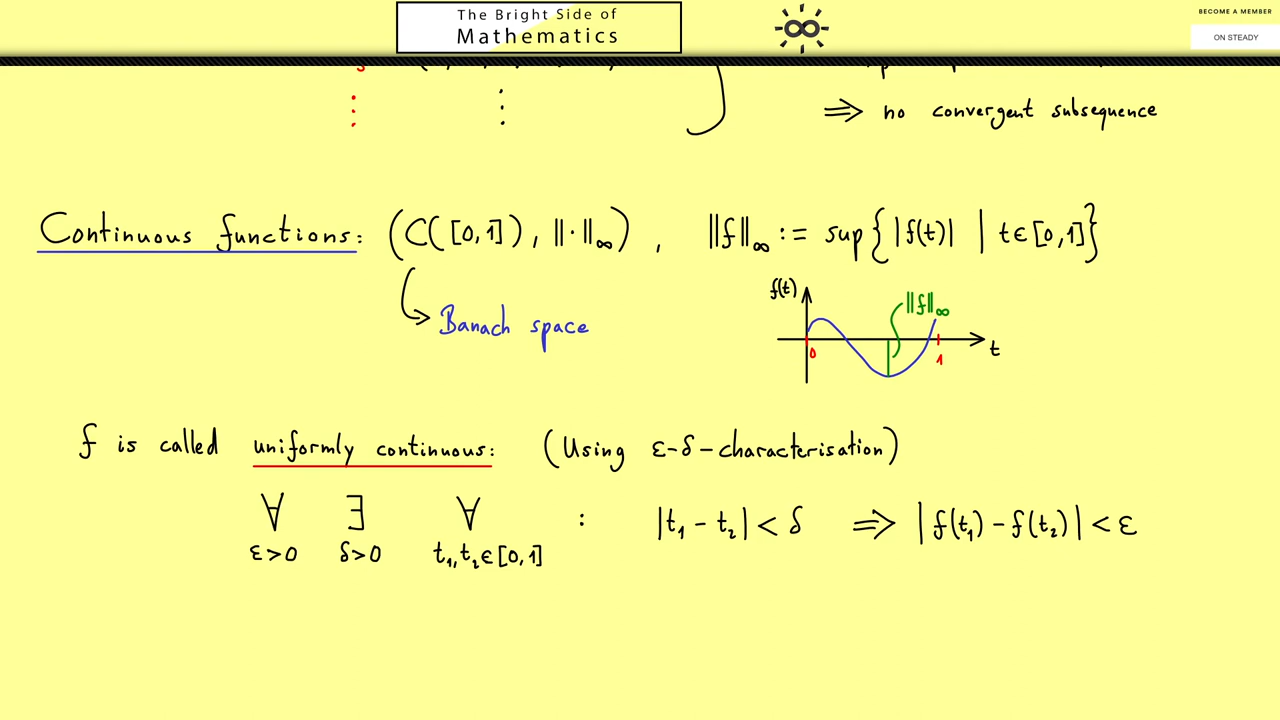 The Bright Side of
Mathematics
BECOME A MEMBER
ON STEADY
⋮ ⋮ ⟹ no convergent subsequence
Continuous functions: (C([0,1]), ‖·‖∞) , ‖f‖∞ := sup{|f(t)| | t∈[0,1]}
Banach space
f(t) ‖f‖∞
0 1 t
f is called uniformly continuous: (Using ε-δ-characterisation)
∀ ∃ ∀ : |t₁ - t₂| < δ ⟹ |f(t₁) - f(t₂)| < ε
ε>0 δ>0 t₁,t₂∈[0,1]